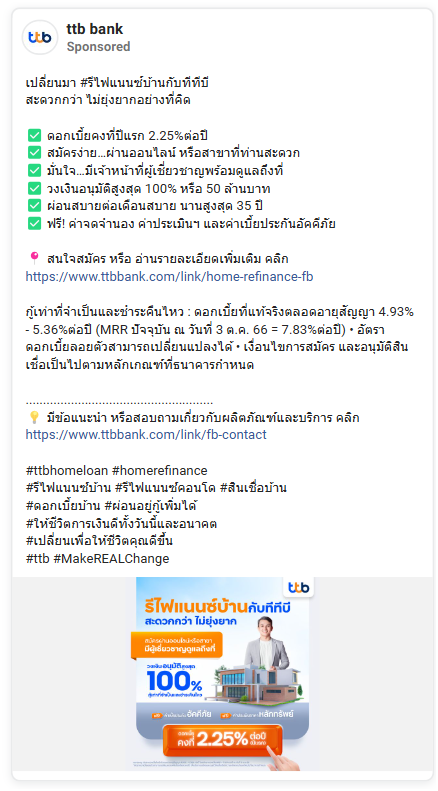 ttb
ttb bank
Sponsored
เปลี่ยนมา #รีไฟแนนซ์บ้านกับทีทีบี
สะดวกกว่า ไม่ยุ่งยากอย่างที่คิด
✅ ดอกเบี้ยคงที่ปีแรก 2.25%ต่อปี
✅ สมัครง่าย...ผ่านออนไลน์ หรือสาขาที่ท่านสะดวก
✅ มั่นใจ...มีเจ้าหน้าที่ผู้เชี่ยวชาญพร้อมดูแลถึงที่
✅ วงเงินอนุมัติสูงสุด 100% หรือ 50 ล้านบาท
✅ ผ่อนสบายต่อเดือนสบาย นานสูงสุด 35 ปี
✅ ฟรี! ค่าจดจำนอง ค่าประเมินฯ และค่าเบี้ยประกันอัคคีภัย
📍 สนใจสมัคร หรือ อ่านรายละเอียดเพิ่มเติม คลิก
https://www.ttbbank.com/link/home-refinance-fb
กู้เท่าที่จำเป็นและชำระคืนไหว : ดอกเบี้ยที่แท้จริงตลอดอายุสัญญา 4.93%
- 5.36%ต่อปี (MRR ปัจจุบัน ณ วันที่ 3 ต.ค. 66 = 7.83%ต่อปี) • อัตรา
ดอกเบี้ยลอยตัวสามารถเปลี่ยนแปลงได้ • เงื่อนไขการสมัคร และอนุมัติสิน
เชื่อเป็นไปตามหลักเกณฑ์ที่ธนาคารกำหนด
......................................................
💡 มีข้อแนะนำ หรือสอบถามเกี่ยวกับผลิตภัณฑ์และบริการ คลิก
https://www.ttbbank.com/link/fb-contact
#ttbhomeloan #homerefinance
#รีไฟแนนซ์บ้าน #รีไฟแนนซ์คอนโด #สินเชื่อบ้าน
#ดอกเบี้ยบ้าน #ผ่อนอยู่กู้เพิ่มได้
#ให้ชีวิตการเงินดีทั้งวันนี้และอนาคต
#เปลี่ยนเพื่อให้ชีวิตคุณดีขึ้น
#ttb #MakeREALChange
ttb
รีไฟแนนซ์บ้านกับทีทีบี
สะดวกกว่า ไม่ยุ่งยาก
สมัครผ่านออนไลน์หรือสาขา
มีผู้เชี่ยวชาญดูแลถึงที่
วงเงินอนุมัติสูงสุด
100%
อัคคีภัย
หลักทรัพย์
คงที่ 2.25% ต่อปี